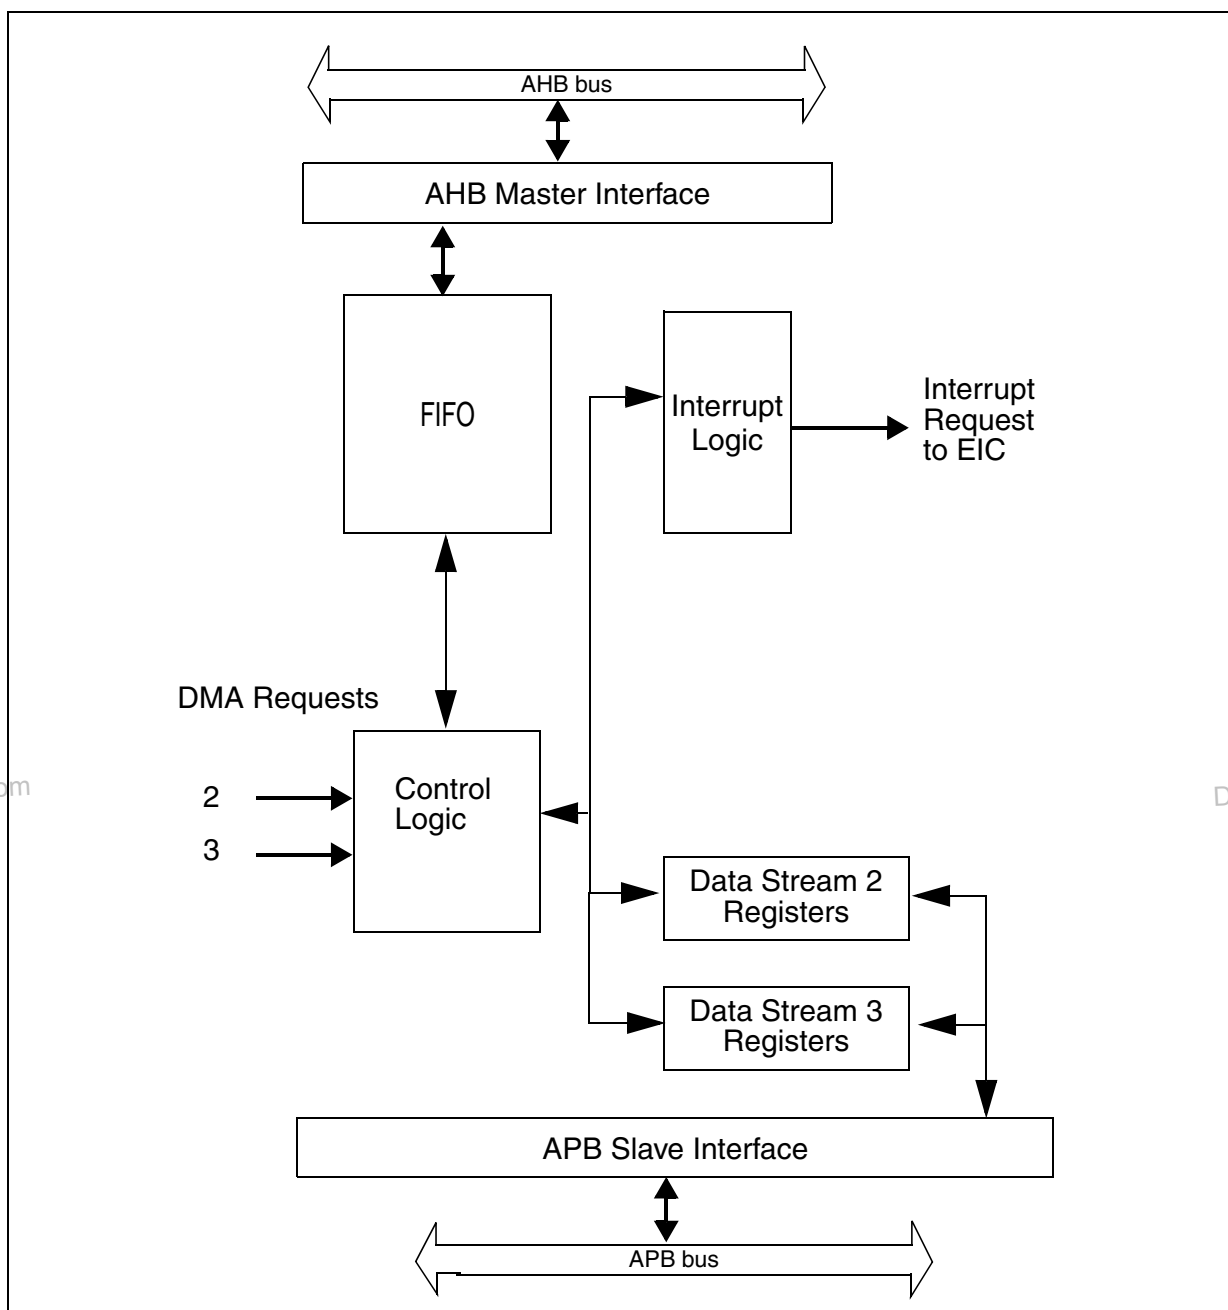 AHB bus
AHB Master Interface
FIFO
Interrupt
Logic
Interrupt
Request
to EIC
DMA Requests
2
3
Control
Logic
om
D
Data Stream 2
Registers
Data Stream 3
Registers
APB Slave Interface
APB bus